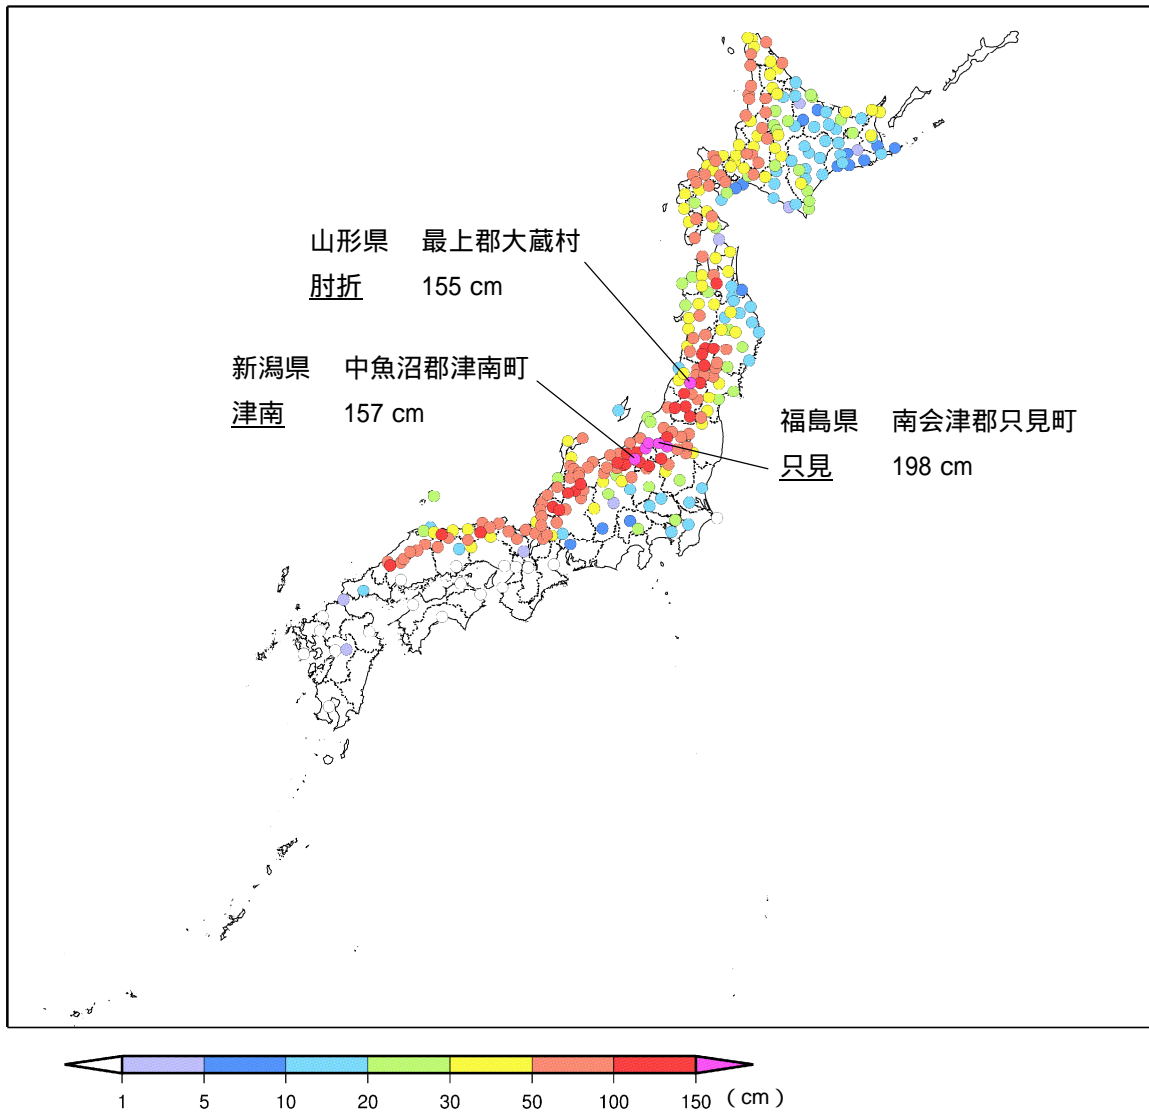 山形県 最上郡大蔵村
肘折 155 cm
新潟県 中魚沼郡津南町
津南 157 cm
福島県 南会津郡只見町
只見 198 cm
1 5 10 20 30 50 100 150 (cm)